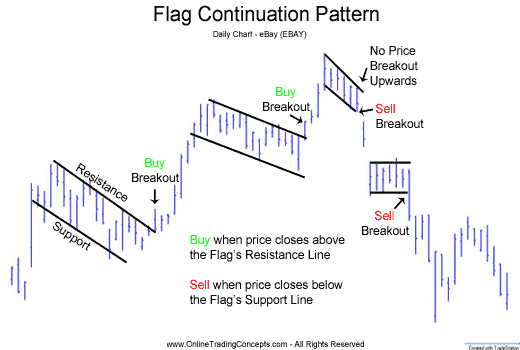 Flag Continuation Pattern
Daily Chart - eBay (EBAY)
No Price
Breakout
Upwards
Buy
Breakout
Sell
Breakout
Buy
Breakout
Resistance
Support
Sell
Breakout
Buy when price closes above
the Flag's Resistance Line
Sell when price closes below
the Flag's Support Line
www.OnlineTradingConcepts.com - All Rights Reserved
Created with TradeStation